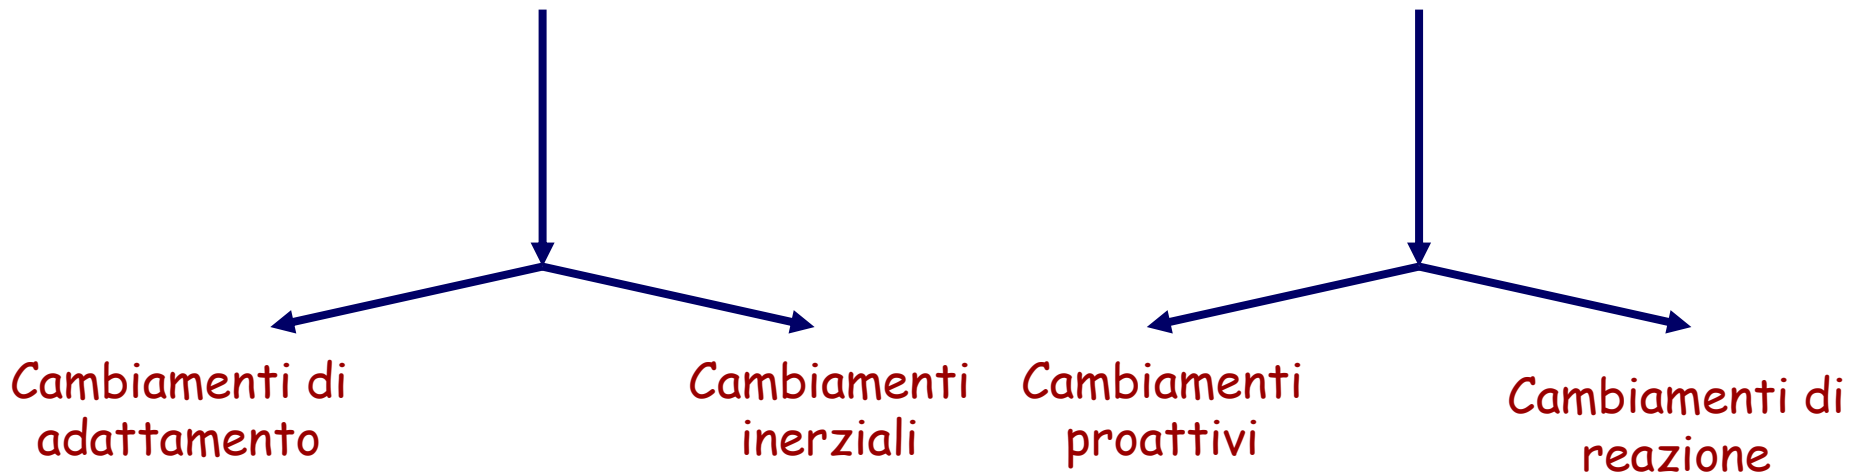 Cambiamenti di
adattamento
Cambiamenti
inerziali
Cambiamenti
proattivi
Cambiamenti di
reazione